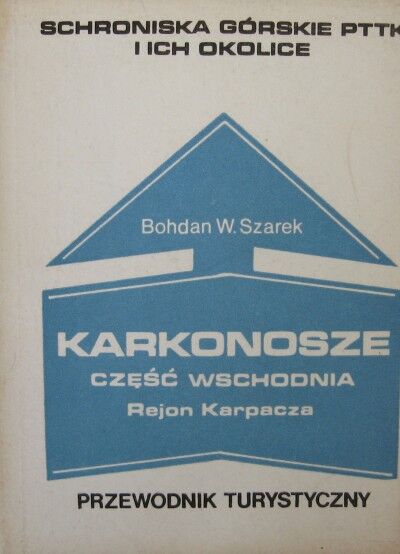 SCHRONISKA GÓRSKIE PTTK
I ICH OKOLICE
Bohdan W. Szarek
KARKONOSZE
CZĘŚĆ WSCHODNIA
Rejon Karpacza
PRZEWODNIK TURYSTYCZNY